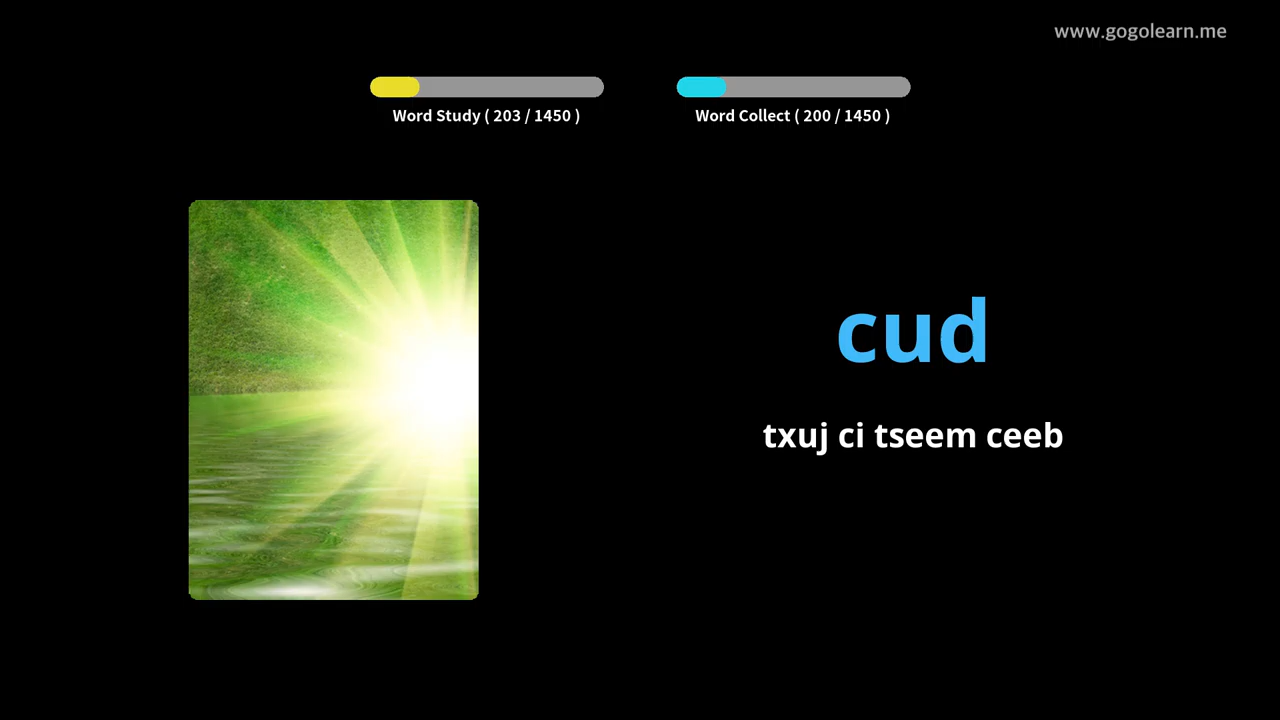 www.gogolearn.me
Word Study ( 203 / 1450 )
Word Collect ( 200 / 1450 )
cud
txuj ci tseem ceeb